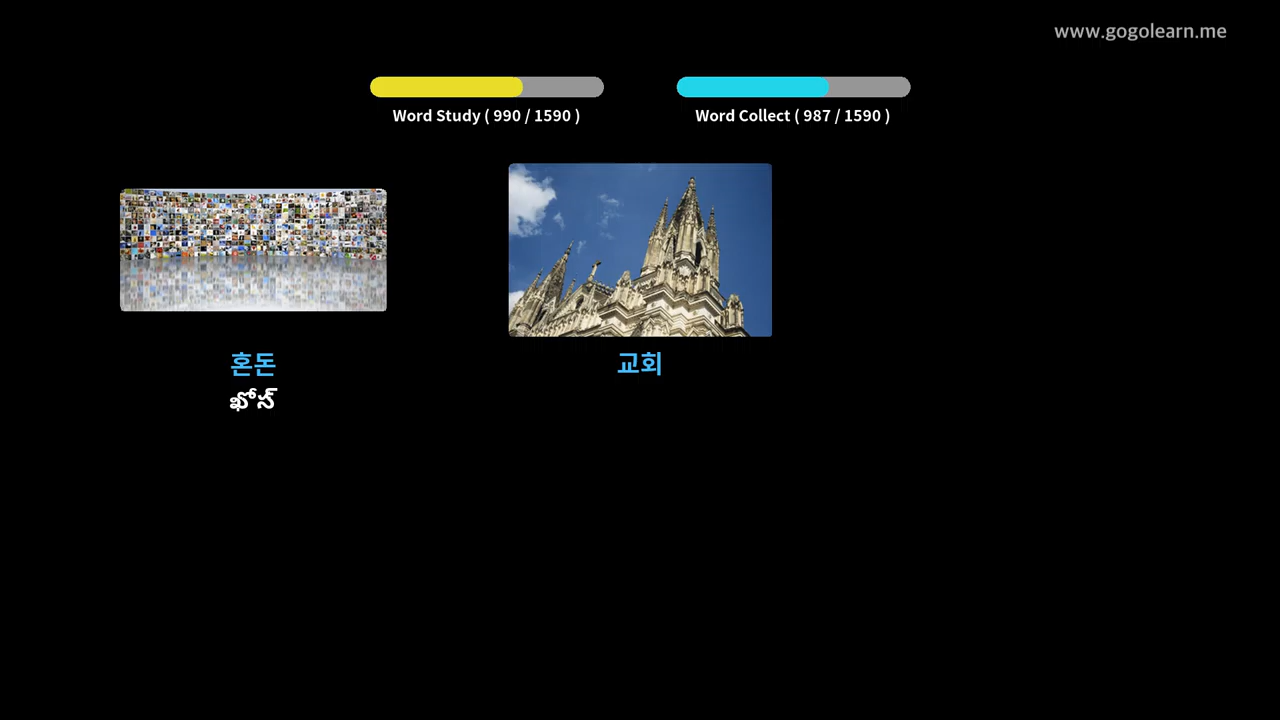 www.gogolearn.me
Word Study ( 990 / 1590 )
Word Collect ( 987 / 1590 )
혼돈
ఖోస్
교회